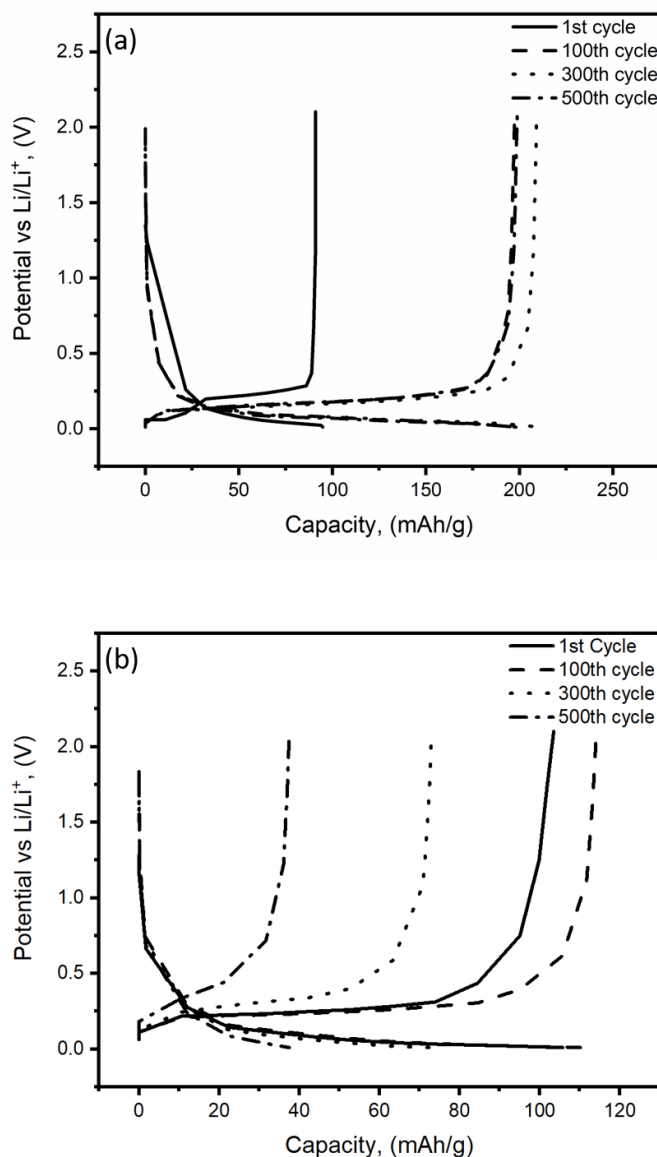 (a)
1st cycle
100th cycle
300th cycle
500th cycle
2.5
2.0
1.5
1.0
0.5
0.0
Potential vs Li/Li⁺, (V)
0 50 100 150 200 250
Capacity, (mAh/g)
(b)
1st Cycle
100th cycle
300th cycle
500th cycle
2.5
2.0
1.5
1.0
0.5
0.0
Potential vs Li/Li⁺, (V)
0 20 40 60 80 100 120
Capacity, (mAh/g)